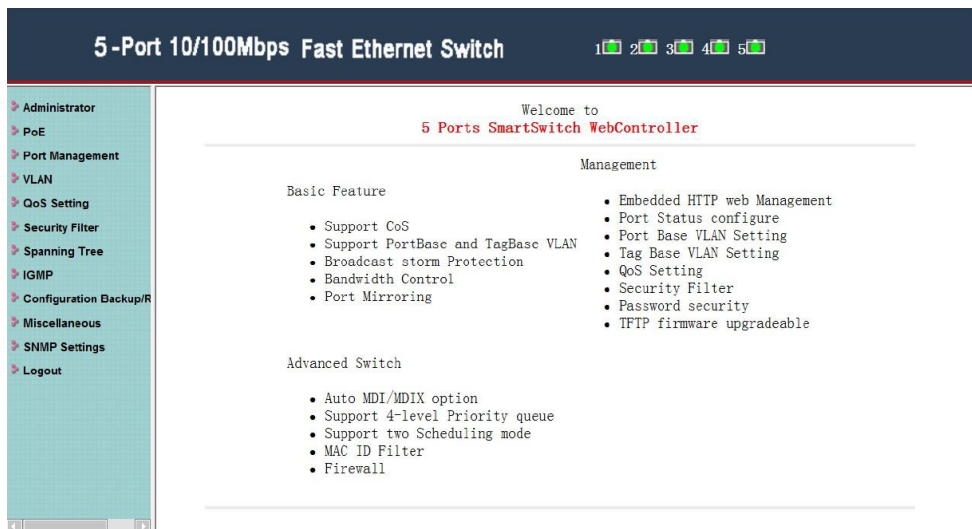 5-Port 10/100Mbps Fast Ethernet Switch
1 2 3 4 5
Administrator
PoE
Port Management
VLAN
QoS Setting
Security Filter
Spanning Tree
IGMP
Configuration Backup/R
Miscellaneous
SNMP Settings
Logout
Welcome to
5 Ports SmartSwitch WebController
Basic Feature
Support CoS
Support PortBase and TagBase VLAN
Broadcast storm Protection
Bandwidth Control
Port Mirroring
Management
Embedded HTTP web Management
Port Status configure
Port Base VLAN Setting
Tag Base VLAN Setting
QoS Setting
Security Filter
Password security
TFTP firmware upgradeable
Advanced Switch
Auto MDI/MDIX option
Support 4-level Priority queue
Support two Scheduling mode
MAC ID Filter
Firewall